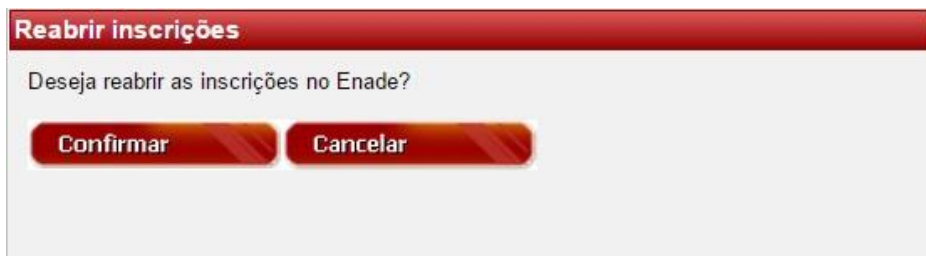 Reabrir inscrições
Deseja reabrir as inscrições no Enade?
Confirmar Cancelar